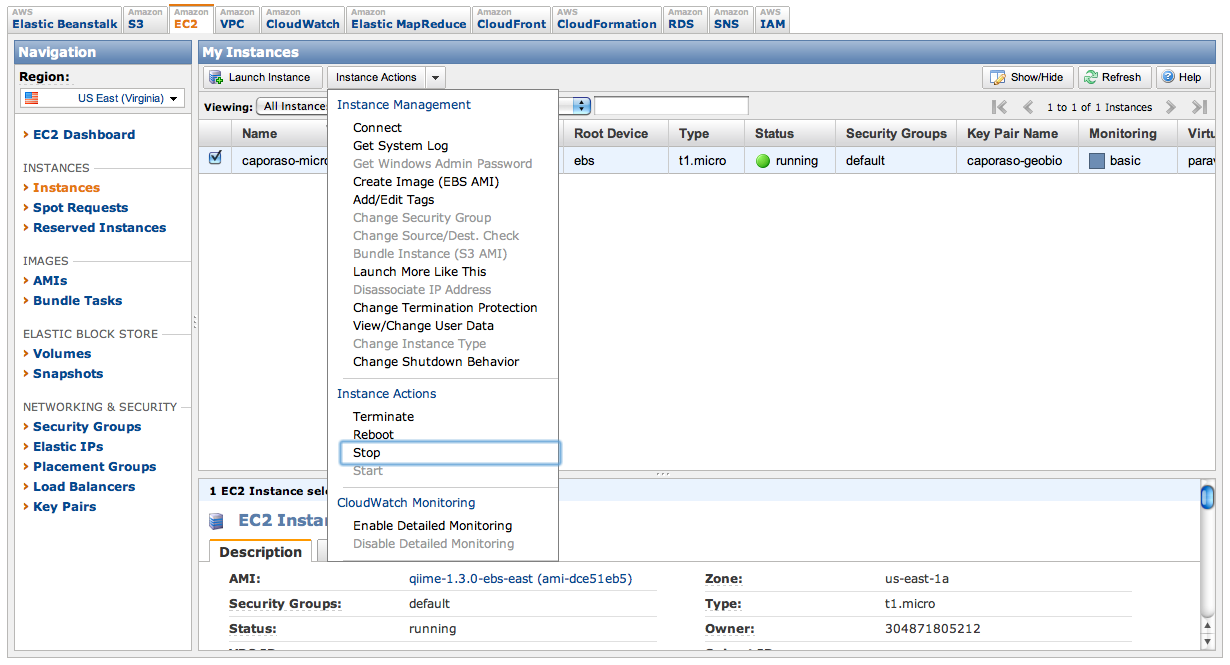 AWS Amazon Amazon Amazon Amazon Amazon Amazon AWS Amazon Amazon AWS
Elastic Beanstalk S3 EC2 VPC CloudWatch Elastic MapReduce CloudFront CloudFormation RDS SNS IAM
Navigation
Region:
US East (Virginia)
EC2 Dashboard
INSTANCES
Instances
Spot Requests
Reserved Instances
IMAGES
AMIs
Bundle Tasks
ELASTIC BLOCK STORE
Volumes
Snapshots
NETWORKING & SECURITY
Security Groups
Elastic IPs
Placement Groups
Load Balancers
Key Pairs
My Instances
Launch Instance Instance Actions Show/Hide Refresh Help
Viewing: All Instance 1 to 1 of 1 Instances
Name Root Device Type Status Security Groups Key Pair Name Monitoring Virtu
caporaso-micr ebs t1.micro running default caporaso-geobio basic parav
Instance Management
Connect
Get System Log
Get Windows Admin Password
Create Image (EBS AMI)
Add/Edit Tags
Change Security Group
Change Source/Dest. Check
Bundle Instance (S3 AMI)
Launch More Like This
Disassociate IP Address
Change Termination Protection
View/Change User Data
Change Instance Type
Change Shutdown Behavior
Instance Actions
Terminate
Reboot
Stop
Start
CloudWatch Monitoring
Enable Detailed Monitoring
Disable Detailed Monitoring
1 EC2 Instance sele
EC2 Instan
Description
AMI: qiime-1.3.0-ebs-east (ami-dce51eb5) Zone: us-east-1a
Security Groups: default Type: t1.micro
Status: running Owner: 304871805212